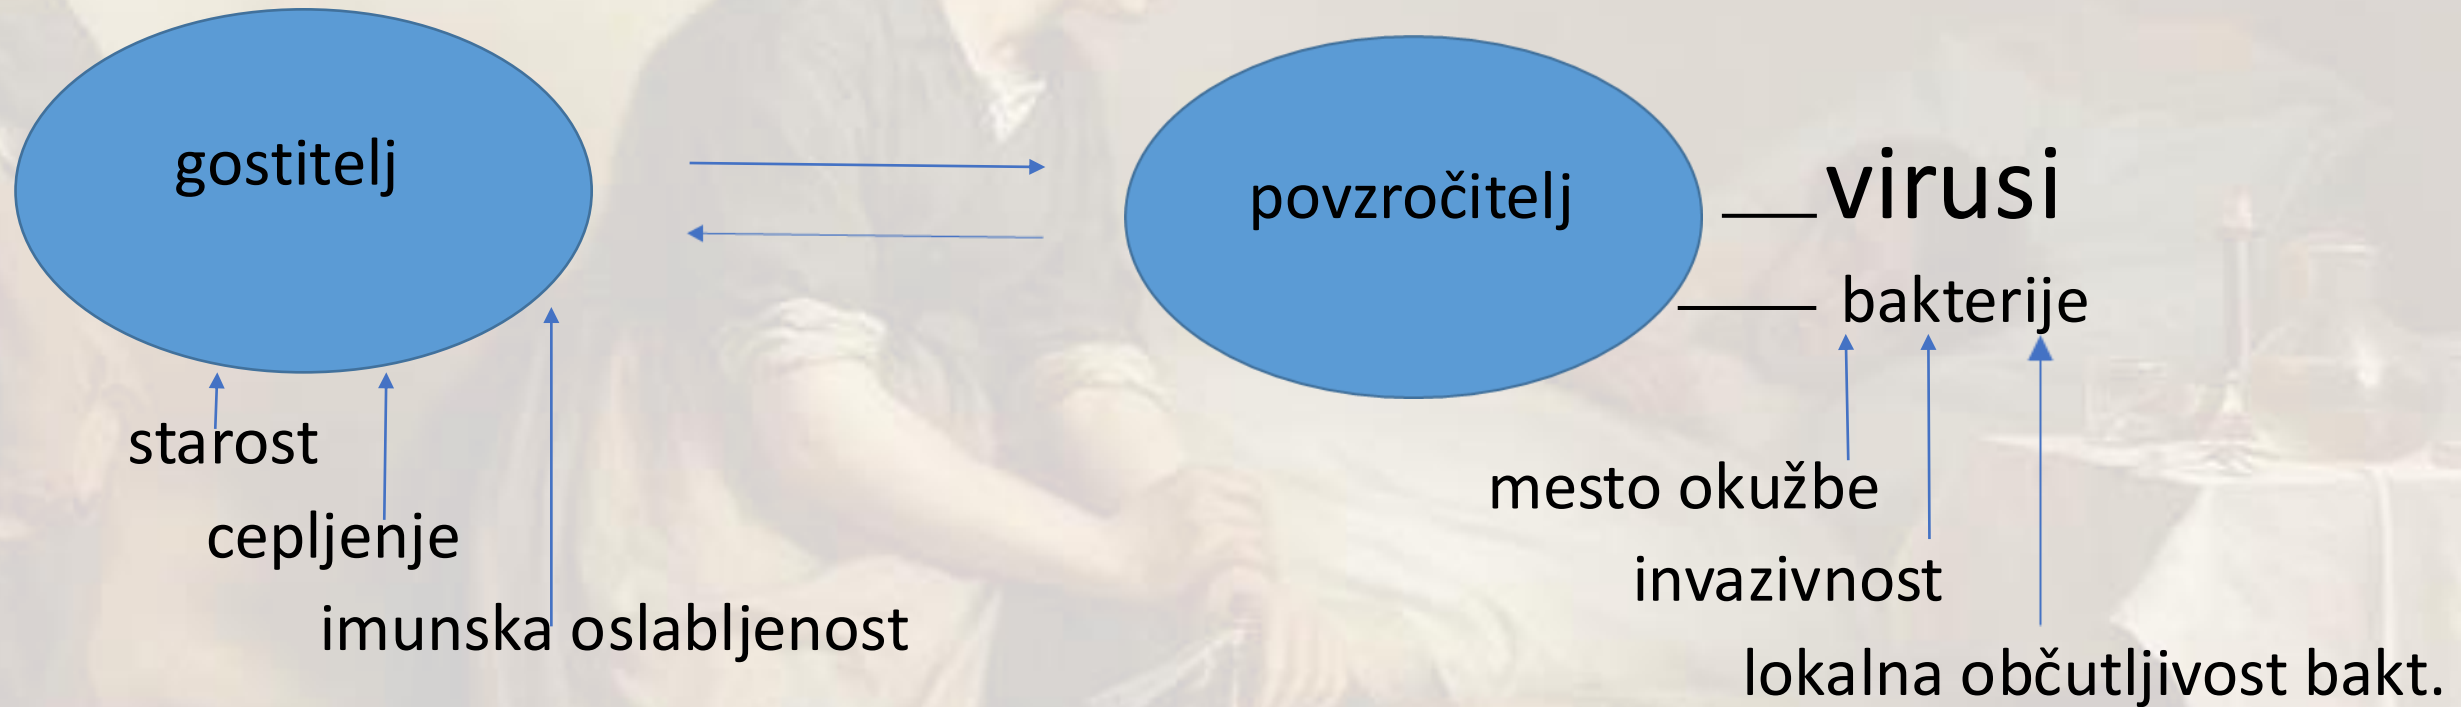 gostitelj
povzročitelj
virusi
bakterije
starost
cepljenje
imunska oslabljenost
mesto okužbe
invazivnost
lokalna občutljivost bakt.